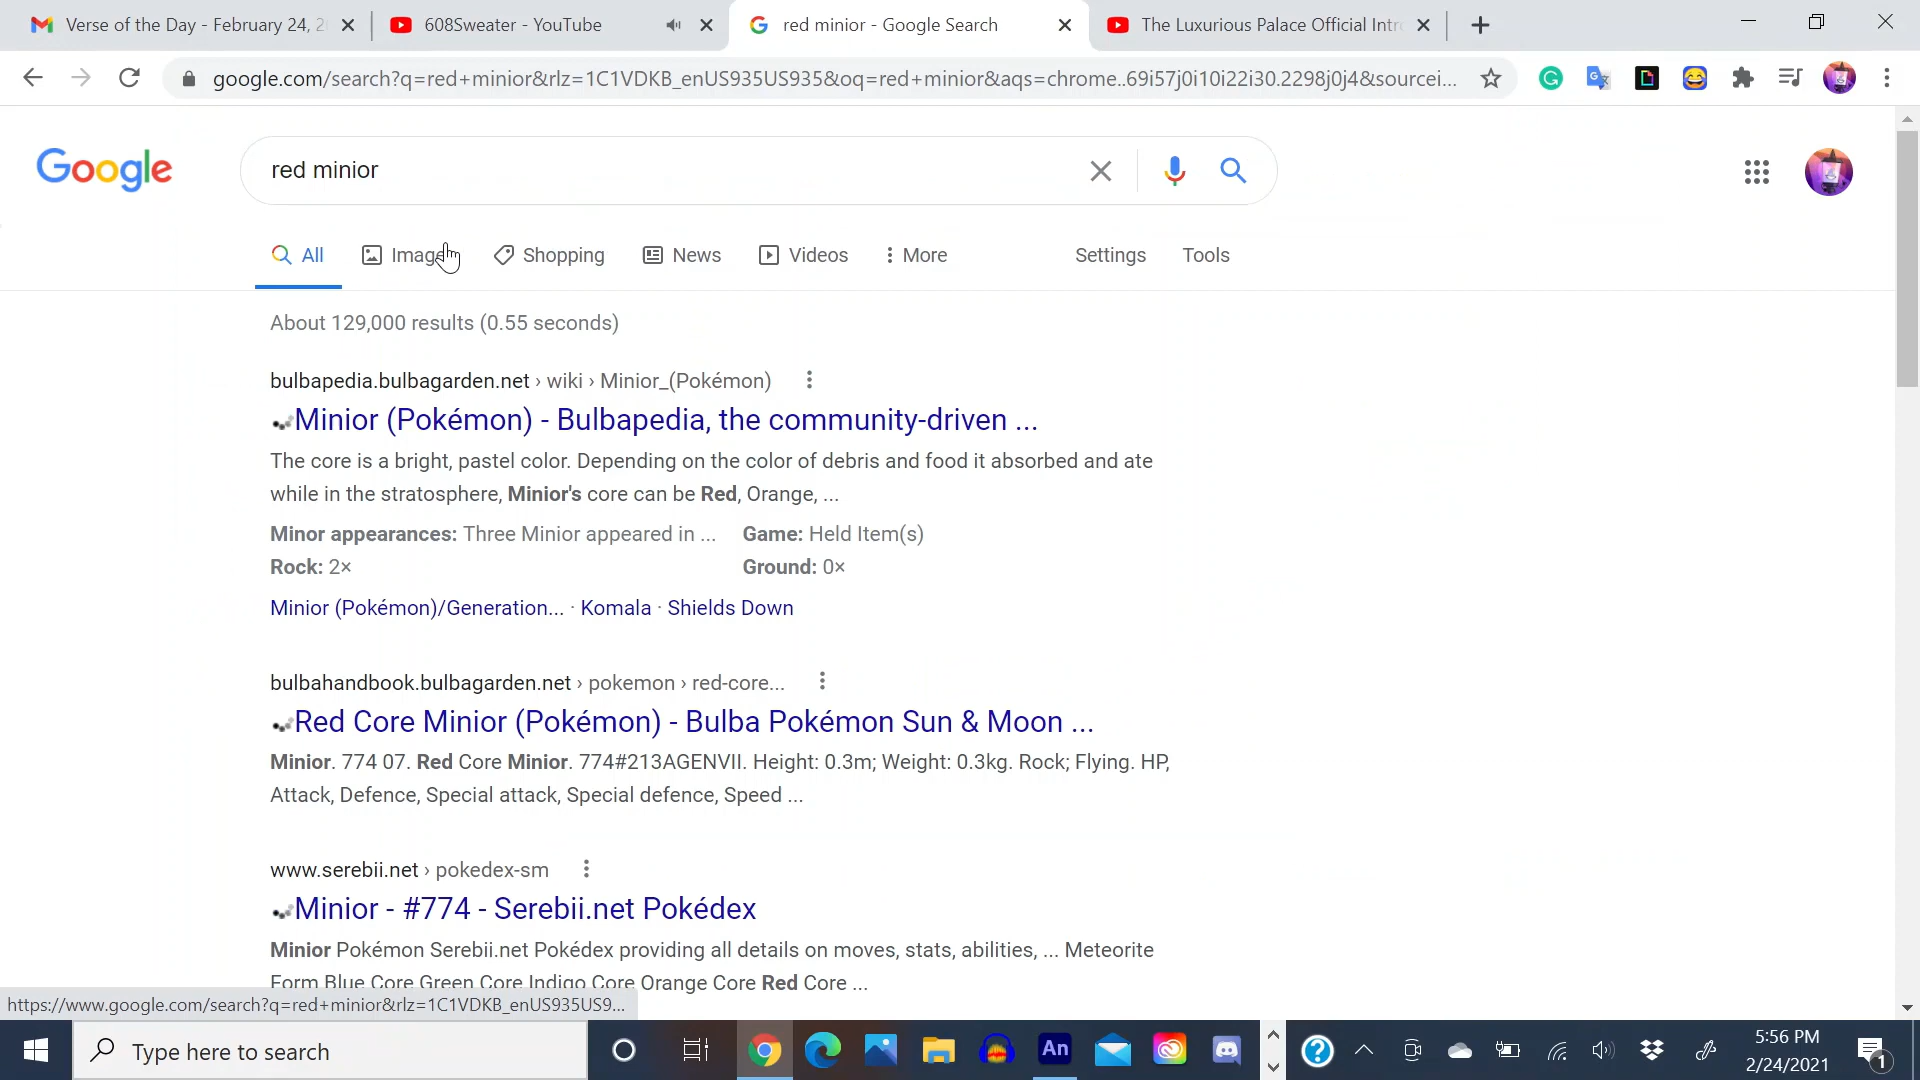 Verse of the Day - February 24, 2
608Sweater - YouTube
red minior - Google Search
The Luxurious Palace Official Intr
google.com/search?q=red+minior&rlz=1C1VDKB_enUS935US935&oq=red+minior&aqs=chrome..69i57j0i10i22i30.2298j0j4&sourcei...
Google
red minior
All
Images
Shopping
News
Videos
More
Settings
Tools
About 129,000 results (0.55 seconds)
bulbapedia.bulbagarden.net › wiki › Minior_(Pokémon)
Minior (Pokémon) - Bulbapedia, the community-driven ...
The core is a bright, pastel color. Depending on the color of debris and food it absorbed and ate
while in the stratosphere, Minior's core can be Red, Orange, ...
Minor appearances: Three Minior appeared in ... Game: Held Item(s)
Rock: 2× Ground: 0×
Minior (Pokémon)/Generation... · Komala · Shields Down
bulbahandbook.bulbagarden.net › pokemon › red-core...
Red Core Minior (Pokémon) - Bulba Pokémon Sun & Moon ...
Minior. 774 07. Red Core Minior. 774#213AGENVII. Height: 0.3m; Weight: 0.3kg. Rock; Flying. HP,
Attack, Defence, Special attack, Special defence, Speed ...
www.serebii.net › pokedex-sm
Minior - #774 - Serebii.net Pokédex
Minior Pokémon Serebii.net Pokédex providing all details on moves, stats, abilities, ... Meteorite
Form Blue Core Green Core Indigo Core Orange Core Red Core ...
https://www.google.com/search?q=red+minior&rlz=1C1VDKB_enUS935US9...
Type here to search
An
5:56 PM
2/24/2021
1